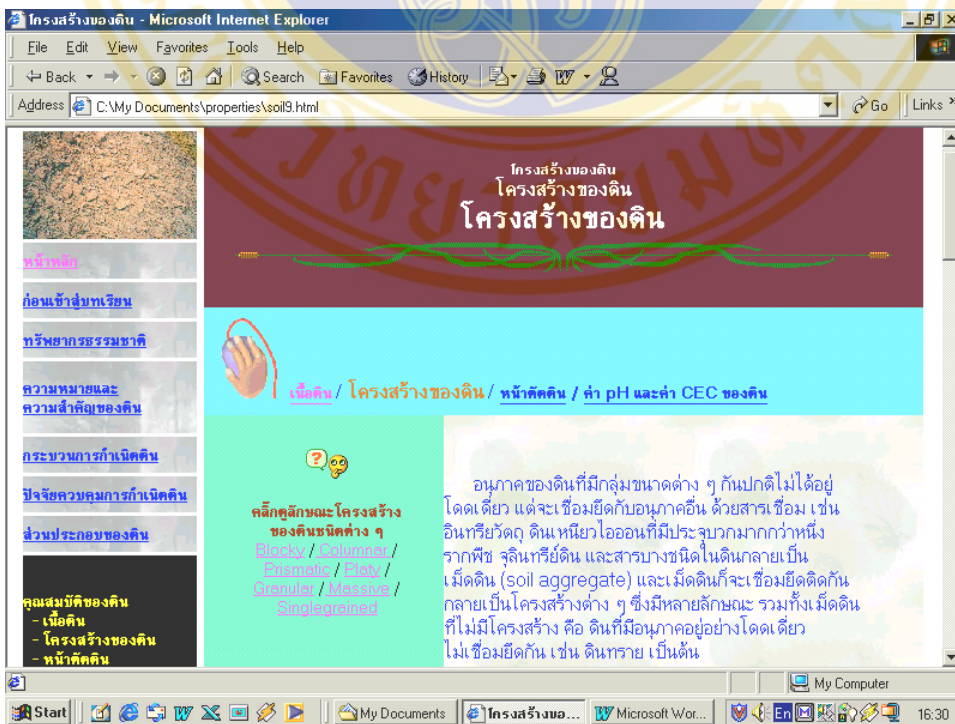 โครงสร้างของดิน - Microsoft Internet Explorer
File Edit View Favorites Tools Help
Back Search Favorites History
Address C:\My Documents\properties\soil9.html Go Links »
โครงสร้างของดิน
โครงสร้างของดิน
โครงสร้างของดิน
หน้าหลัก
ก่อนเข้าสู่บทเรียน
ทรัพยากรธรรมชาติ
ความหมายและ
ความสำคัญของดิน
กระบวนการกำเนิดดิน
ปัจจัยควบคุมการกำเนิดดิน
ส่วนประกอบของดิน
คุณสมบัติของดิน
- เนื้อดิน
- โครงสร้างของดิน
- หน้าตัดดิน
เนื้อดิน / โครงสร้างของดิน / หน้าตัดดิน / ค่า pH และค่า CEC ของดิน
คลิ๊กดูลักษณะโครงสร้าง
ของดินชนิดต่าง ๆ
Blocky / Columnar /
Prismatic / Platy /
Granular / Massive /
Singlegrained
อนุภาคของดินที่มีกลุ่มขนาดต่าง ๆ กันปกติไม่ได้อยู่
โดดเดี่ยว แต่จะเชื่อมยึดกับอนุภาคอื่น ด้วยสารเชื่อม เช่น
อินทรียวัตถุ ดินเหนียวไอออนที่มีประจุบวกมากกว่าหนึ่ง
รากพืช จุลินทรีย์ดิน และสารบางชนิดในดินกลายเป็น
เม็ดดิน (soil aggregate) และเม็ดดินก็จะเชื่อมยึดติดกัน
กลายเป็นโครงสร้างต่าง ๆ ซึ่งมีหลายลักษณะ รวมทั้งเม็ดดิน
ที่ไม่มีโครงสร้าง คือ ดินที่มีอนุภาคอยู่อย่างโดดเดี่ยว
ไม่เชื่อมยึดกัน เช่น ดินทราย เป็นต้น
My Computer
Start My Documents โครงสร้างขอ... Microsoft Wor... En 16:30